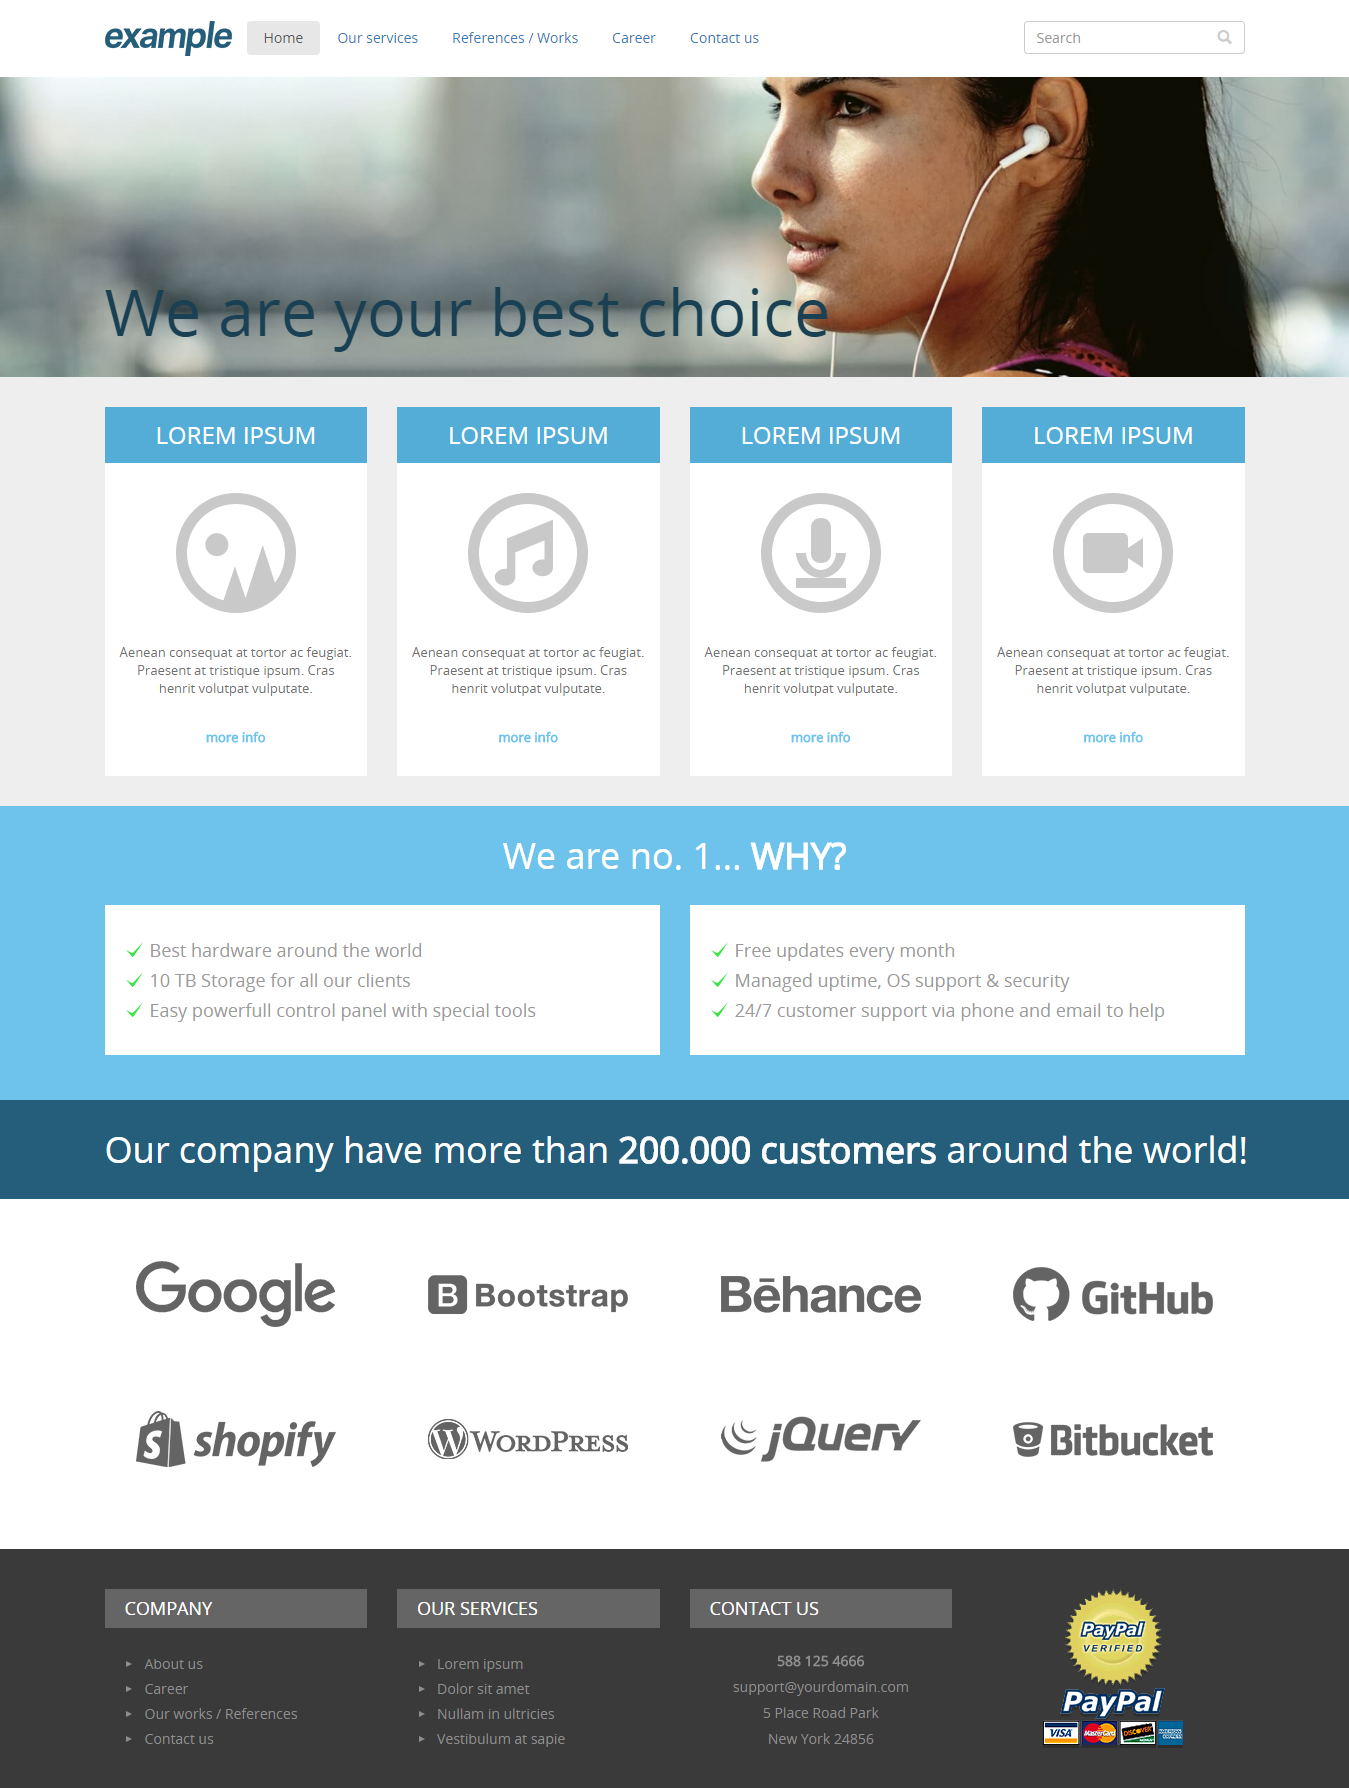 example
Home
Our services
References / Works
Career
Contact us
Search
We are your best choice
LOREM IPSUM
LOREM IPSUM
LOREM IPSUM
LOREM IPSUM
Aenean consequat at tortor ac feugiat.
Praesent at tristique ipsum. Cras
henrit volutpat vulputate.
more info
Aenean consequat at tortor ac feugiat.
Praesent at tristique ipsum. Cras
henrit volutpat vulputate.
more info
Aenean consequat at tortor ac feugiat.
Praesent at tristique ipsum. Cras
henrit volutpat vulputate.
more info
Aenean consequat at tortor ac feugiat.
Praesent at tristique ipsum. Cras
henrit volutpat vulputate.
more info
We are no. 1... WHY?
Best hardware around the world
10 TB Storage for all our clients
Easy powerfull control panel with special tools
Free updates every month
Managed uptime, OS support & security
24/7 customer support via phone and email to help
Our company have more than 200.000 customers around the world!
Google
B Bootstrap
Bēhance
GitHub
S shopify
W WORDPRESS
jQuery
Bitbucket
COMPANY
About us
Career
Our works / References
Contact us
OUR SERVICES
Lorem ipsum
Dolor sit amet
Nullam in ultricies
Vestibulum at sapie
CONTACT US
588 125 4666
support@yourdomain.com
5 Place Road Park
New York 24856
PayPal
VERIFIED
PayPal
VISA
MasterCard
DISCOVER
AMERICAN EXPRESS